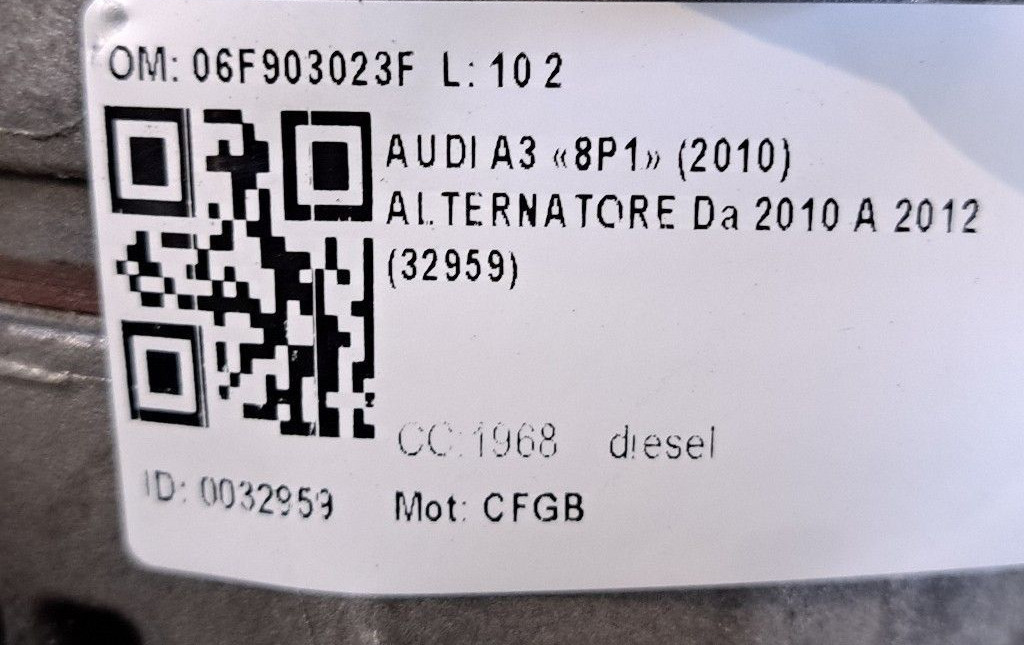 OM: 06F903023F L: 10 2
AUDI A3 «8P1» (2010)
ALTERNATORE Da 2010 A 2012
(32959)
CC:1968 diesel
ID: 0032959 Mot: CFGB